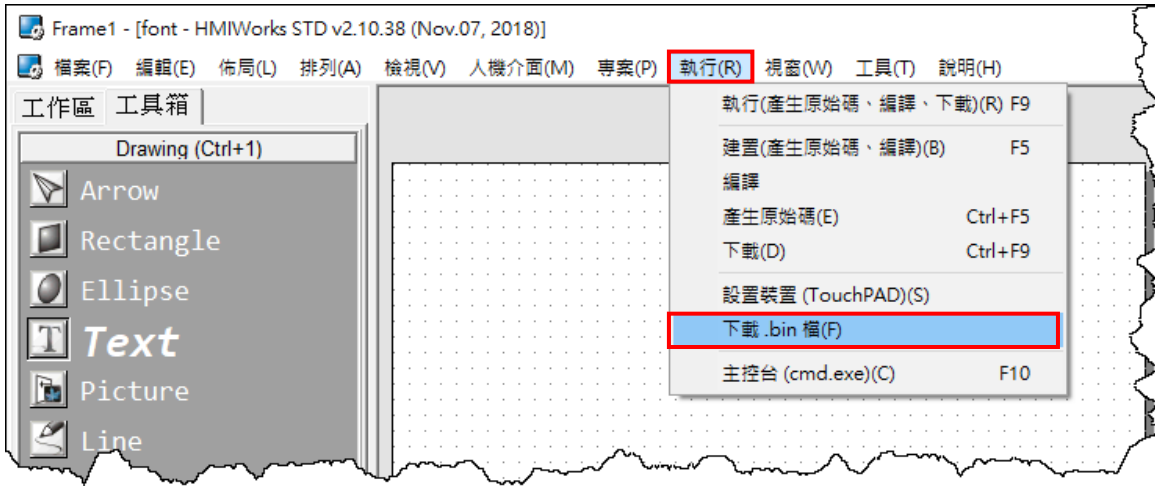 Frame1 - [font - HMIWorks STD v2.10.38 (Nov.07, 2018)]
檔案(F) 編輯(E) 佈局(L) 排列(A) 檢視(V) 人機介面(M) 專案(P) 執行(R) 視窗(W) 工具(T) 說明(H)
工作區 工具箱
Drawing (Ctrl+1)
Arrow
Rectangle
Ellipse
T Text
Picture
Line
執行(產生原始碼、編譯、下載)(R) F9
建置(產生原始碼、編譯)(B) F5
編譯
產生原始碼(E) Ctrl+F5
下載(D) Ctrl+F9
設置裝置 (TouchPAD)(S)
下載 .bin 檔(F)
主控台 (cmd.exe)(C) F10